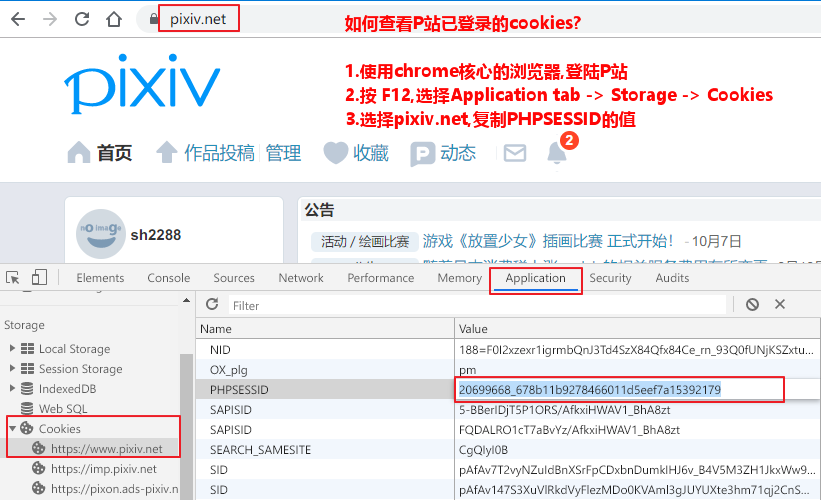 pixiv.net
如何查看P站已登录的cookies?
pixiv
1.使用chrome核心的浏览器,登陆P站
2.按 F12,选择Application tab -> Storage -> Cookies
3.选择pixiv.net,复制PHPSESSID的值
首页 作品投稿 管理 收藏 动态 2
no image
sh2288
公告
活动 / 绘画比赛 游戏《放置少女》插画比赛 正式开始！ - 10月7日
Elements Console Sources Network Performance Memory Application Security Audits
Filter
Storage
Name Value
Local Storage
NID 188=F0I2xzexr1igrmbQnJ3Td4SzX84Qfx84Ce_rn_93Q0fUNjKSZxtu...
Session Storage
OX_plg pm
IndexedDB
PHPSESSID 20699668_678b11b9278466011d5eef7a15392179
Web SQL
SAPISID 5-BBerIDjT5P1ORS/AfkxiHWAV1_BhA8zt
Cookies
SAPISID FQDALRO1cT7aBvYz/AfkxiHWAV1_BhA8zt
https://www.pixiv.net
SEARCH_SAMESITE CgQIyI0B
https://imp.pixiv.net
SID pAfAv7T2vyNZuIdBnXSrFpCDxbnDumkIHJ6v_B4V5M3ZH1JkxWw9...
https://pixon.ads-pixiv.n
SID pAfAv147S3XuVlRkdVyFlezMDo0KVAml3gJUYUXte3hm71qj2CnS...